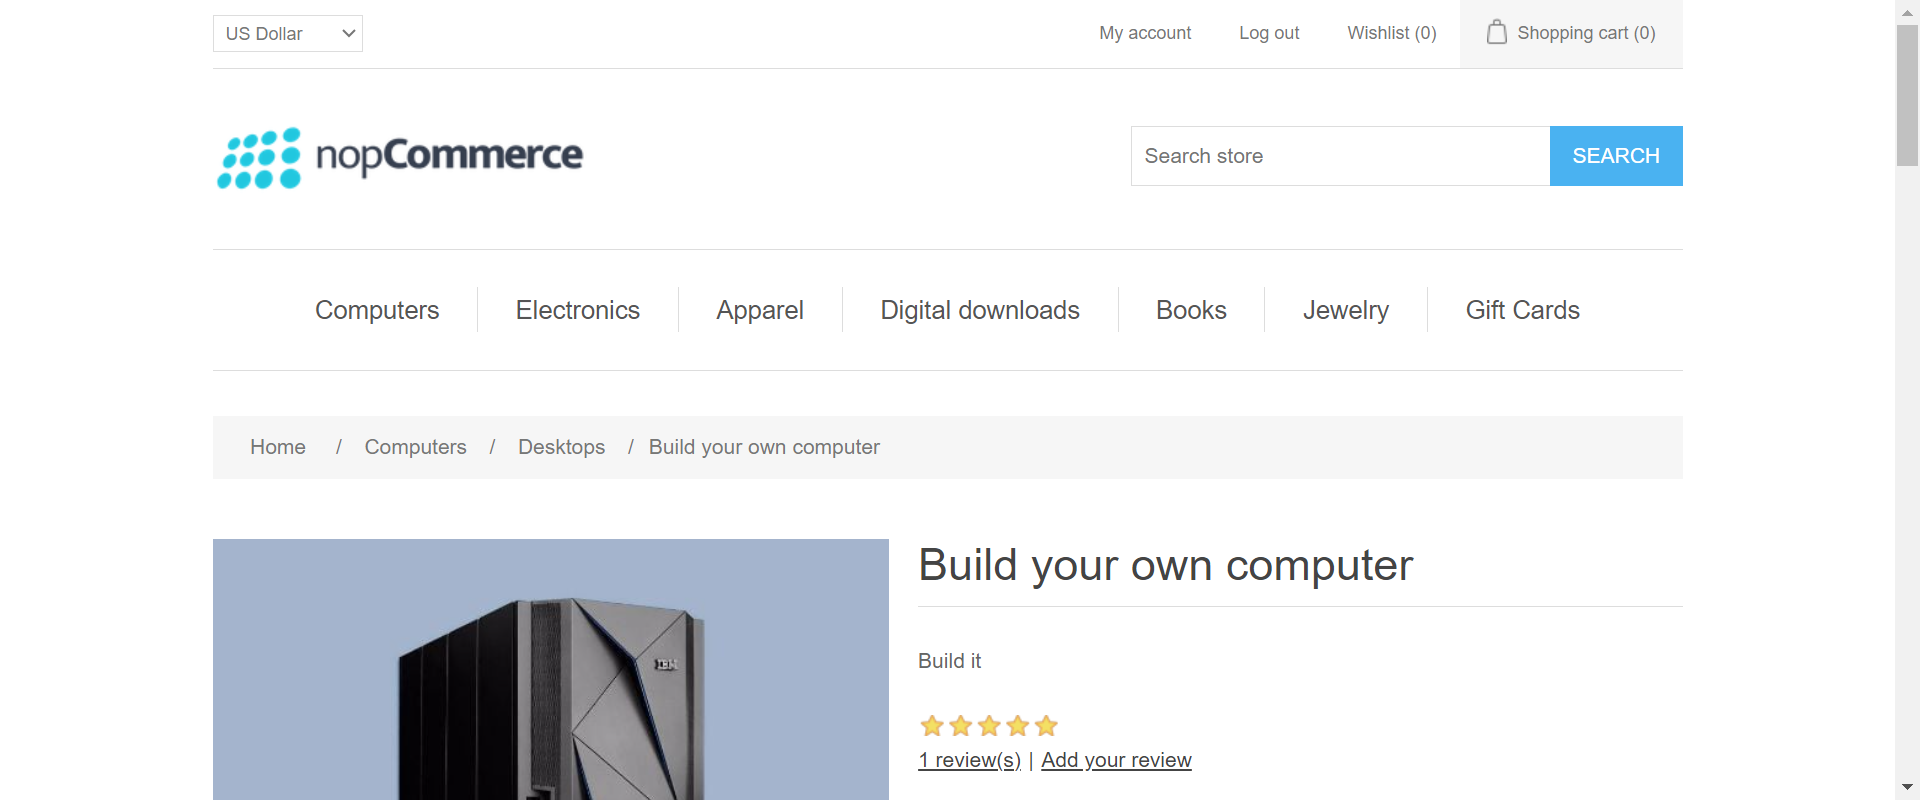 US Dollar
My account
Log out
Wishlist (0)
Shopping cart (0)
nopCommerce
Search store
SEARCH
Computers
Electronics
Apparel
Digital downloads
Books
Jewelry
Gift Cards
Home / Computers / Desktops / Build your own computer
Build your own computer
IBM
Build it
1 review(s) | Add your review